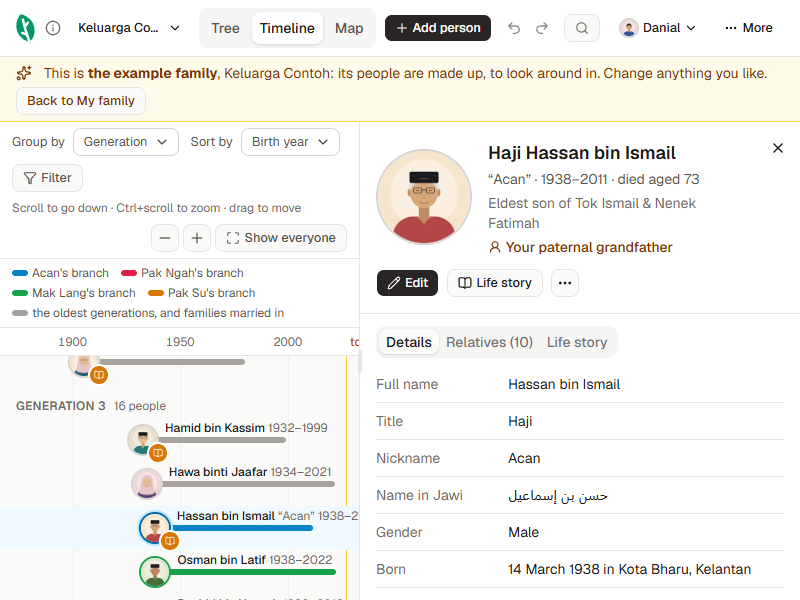 Keluarga Co...
Tree
Timeline
Map
+ Add person
Danial
More
This is the example family, Keluarga Contoh: its people are made up, to look around in. Change anything you like.
Back to My family
Group by
Generation
Sort by
Birth year
Filter
Scroll to go down · Ctrl+scroll to zoom · drag to move
Show everyone
Acan's branch
Pak Ngah's branch
Mak Lang's branch
Pak Su's branch
the oldest generations, and families married in
1900
1950
2000
GENERATION 3 16 people
Hamid bin Kassim 1932–1999
Hawa binti Jaafar 1934–2021
Hassan bin Ismail “Acan” 1938–2
Osman bin Latif 1938–2022
Haji Hassan bin Ismail
“Acan” · 1938–2011 · died aged 73
Eldest son of Tok Ismail & Nenek
Fatimah
Your paternal grandfather
Edit
Life story
Details
Relatives (10)
Life story
Full name
Hassan bin Ismail
Title
Haji
Nickname
Acan
Name in Jawi
حسن بن إسماعيل
Gender
Male
Born
14 March 1938 in Kota Bharu, Kelantan